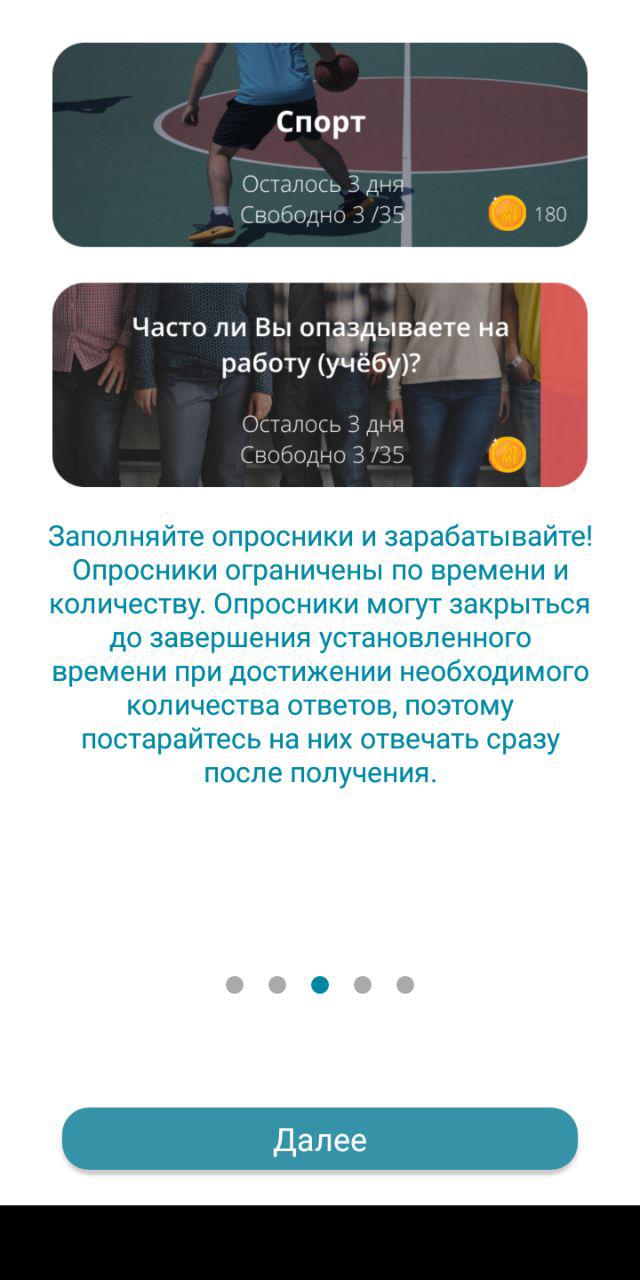 Спорт
Осталось 3 дня
Свободно 3 /35
180
Часто ли Вы опаздываете на
работу (учёбу)?
Осталось 3 дня
Свободно 3 /35
Заполняйте опросники и зарабатывайте!
Опросники ограничены по времени и
количеству. Опросники могут закрыться
до завершения установленного
времени при достижении необходимого
количества ответов, поэтому
постарайтесь на них отвечать сразу
после получения.
Далее